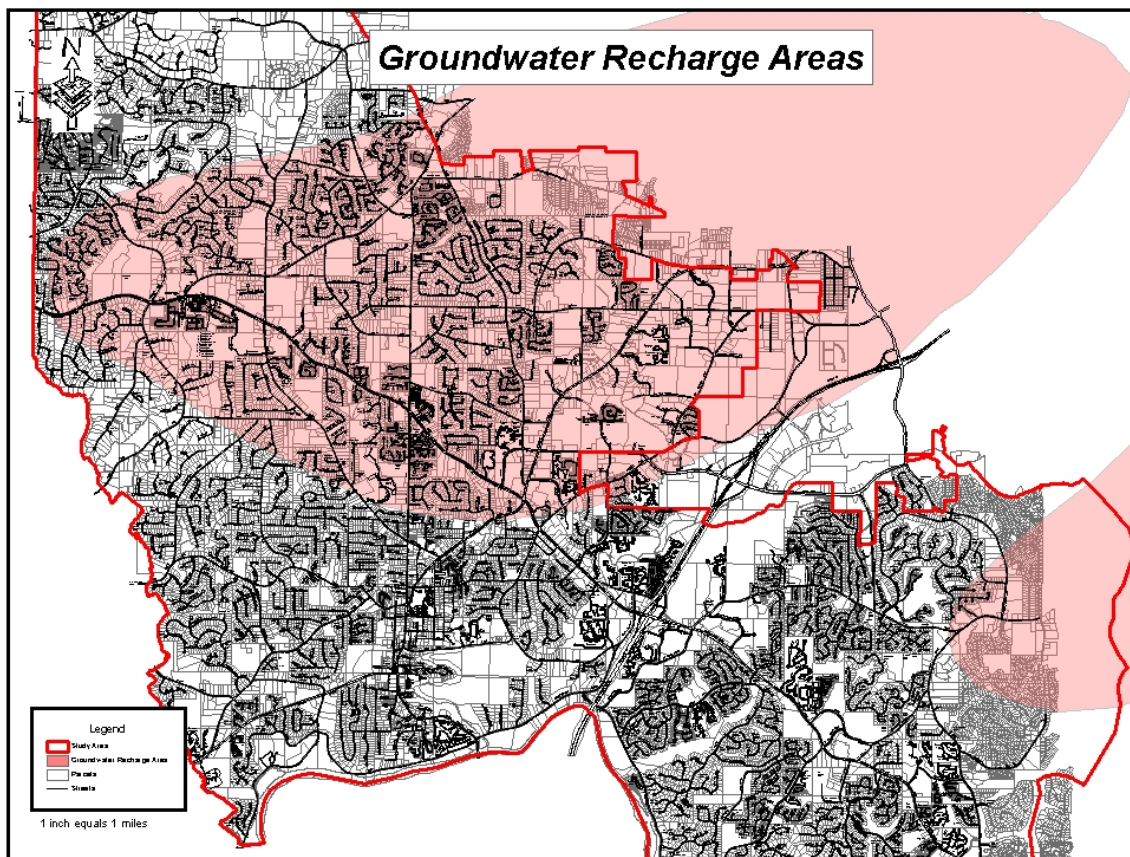 N
Groundwater Recharge Areas
Legend
Study Area
Groundwater Recharge Area
Parcels
Streets
1 inch equals 1 miles